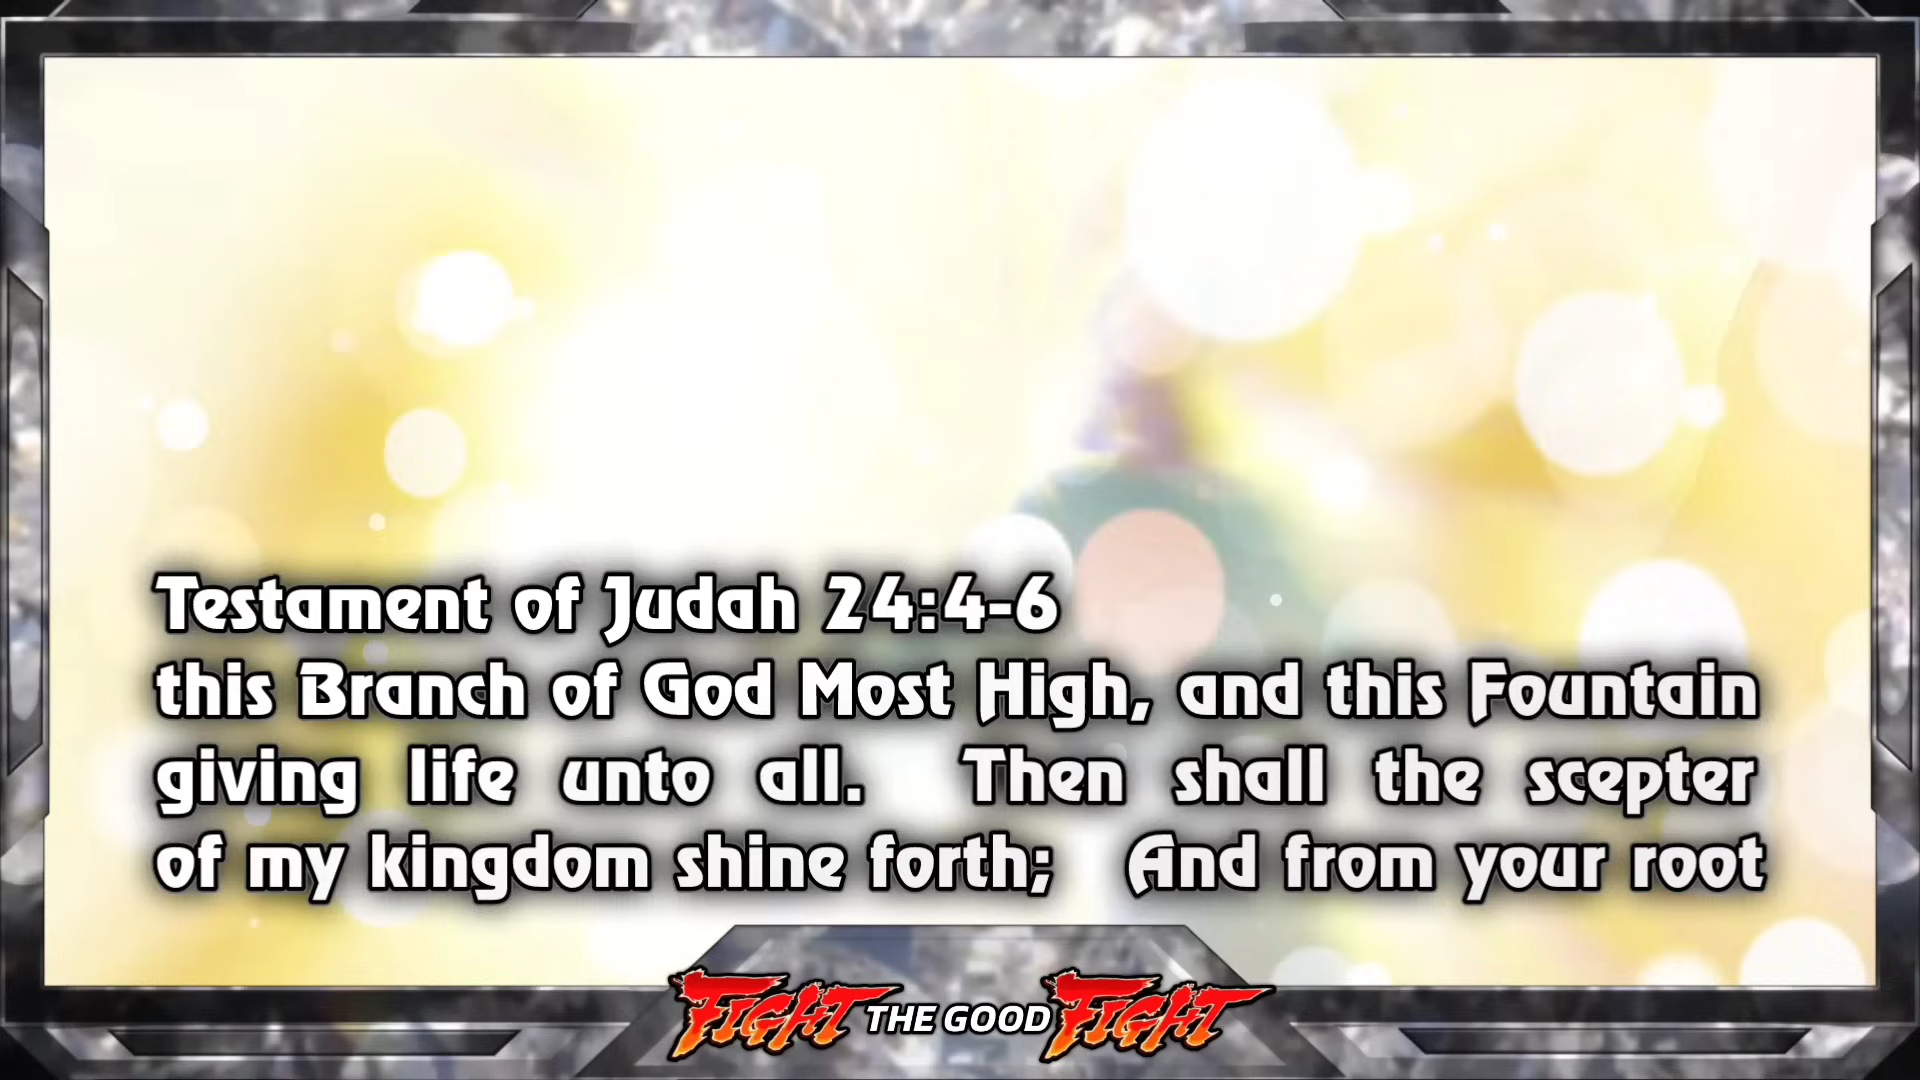 Testament of Judah 24:4-6
this Branch of God Most High, and this Fountain
giving life unto all. Then shall the scepter
of my kingdom shine forth; And from your root
FIGHT THE GOOD FIGHT